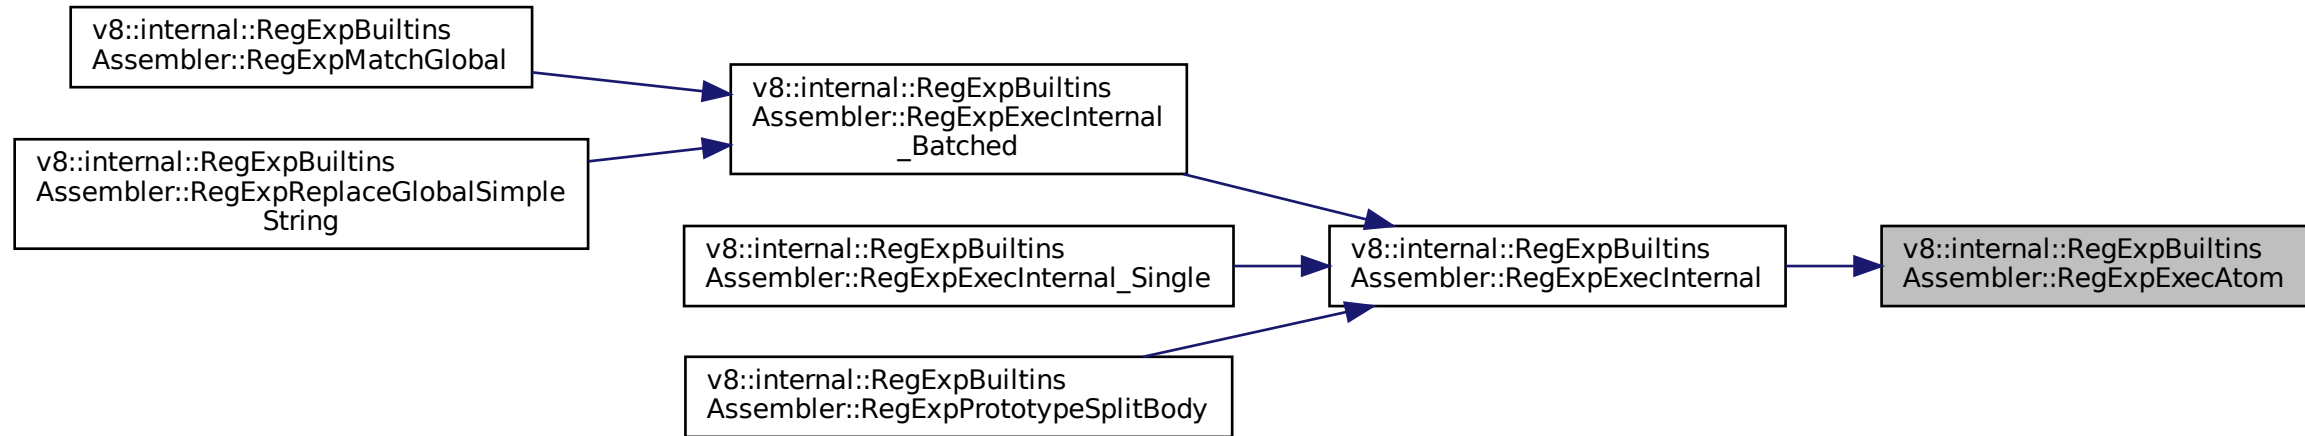 v8::internal::RegExpBuiltins
Assembler::RegExpMatchGlobal
v8::internal::RegExpBuiltins
Assembler::RegExpReplaceGlobalSimple
String
v8::internal::RegExpBuiltins
Assembler::RegExpExecInternal
_Batched
v8::internal::RegExpBuiltins
Assembler::RegExpExecInternal_Single
v8::internal::RegExpBuiltins
Assembler::RegExpPrototypeSplitBody
v8::internal::RegExpBuiltins
Assembler::RegExpExecInternal
v8::internal::RegExpBuiltins
Assembler::RegExpExecAtom